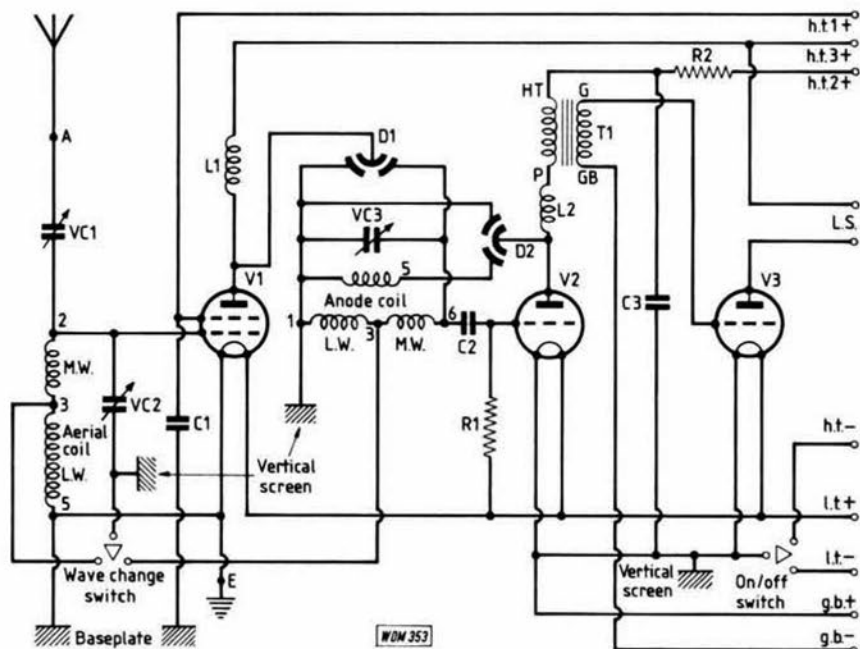 h.t.1+
h.t.3+
h.t.2+
R2
HT
G
T1
P
GB
L2
A
L1
D1
VC1
VC3
D2
L.S.
V1
5
Anode coil
V2
V3
C3
2
1
L.W.
3
M.W.
6
C2
M.W.
VC2
3
Aerial
coil
L.W.
C1
R1
h.t.-
Vertical
screen
5
l.t+
Wave change
switch
E
Vertical
screen
On/off
switch
l.t-
g.b.+
Baseplate
WDM 353
g.b-